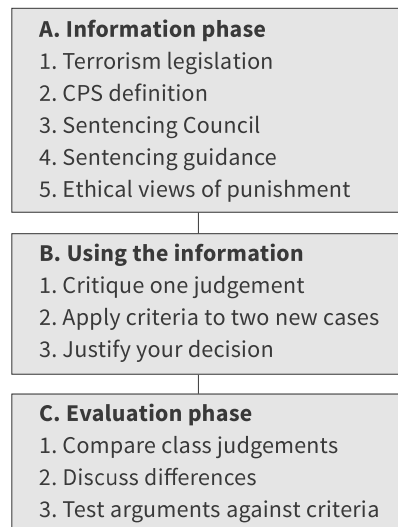 A. Information phase
1. Terrorism legislation
2. CPS definition
3. Sentencing Council
4. Sentencing guidance
5. Ethical views of punishment
B. Using the information
1. Critique one judgement
2. Apply criteria to two new cases
3. Justify your decision
C. Evaluation phase
1. Compare class judgements
2. Discuss differences
3. Test arguments against criteria